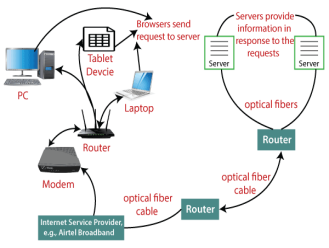 Browsers send
request to server
Servers provide
information in
response to the
requests
Tablet
Devcie
PC
Laptop
Server
Server
optical fibers
Router
Router
Modem
optical fiber
cable
optical fiber
cable
Router
Internet Service Provider,
e.g., Airtel Broadband